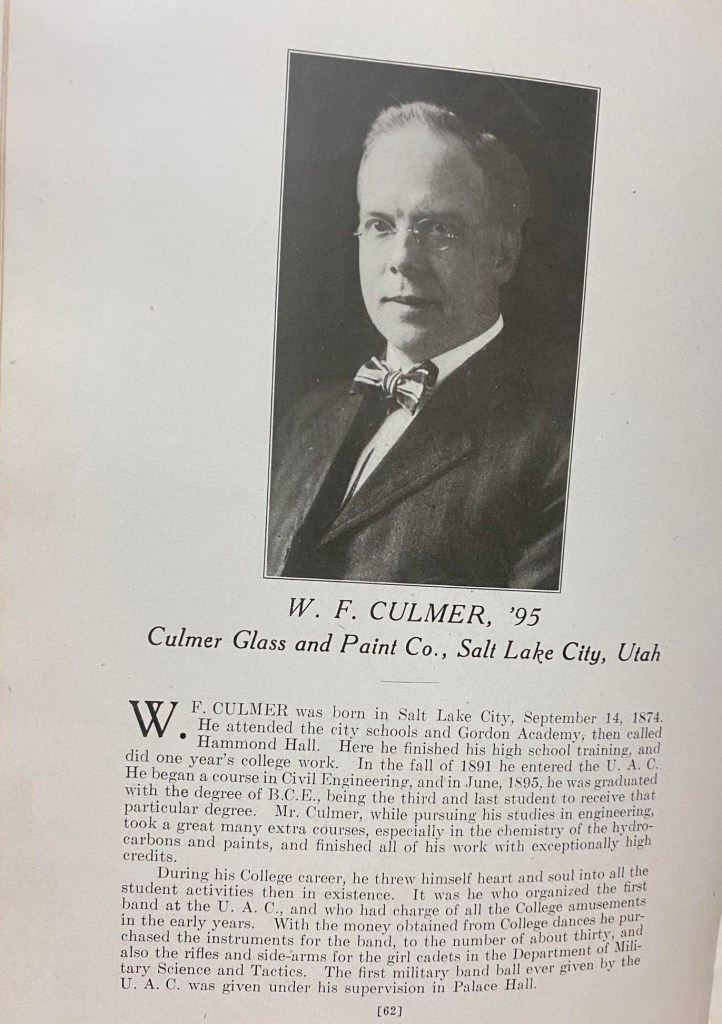 W. F. CULMER, '95
Culmer Glass and Paint Co., Salt Lake City, Utah
W. F. CULMER was born in Salt Lake City, September 14, 1874.
He attended the city schools and Gordon Academy, then called
Hammond Hall. Here he finished his high school training, and
did one year's college work. In the fall of 1891 he entered the U. A. C.
He began a course in Civil Engineering, and in June, 1895, he was graduated
with the degree of B.C.E., being the third and last student to receive that
particular degree. Mr. Culmer, while pursuing his studies in engineering,
took a great many extra courses, especially in the chemistry of the hydro-
carbons and paints, and finished all of his work with exceptionally high
credits.
During his College career, he threw himself heart and soul into all the
student activities then in existence. It was he who organized the first
band at the U. A. C., and who had charge of all the College amusements
in the early years. With the money obtained from College dances he pur-
chased the instruments for the band, to the number of about thirty, and
also the rifles and side-arms for the girl cadets in the Department of Mili-
tary Science and Tactics. The first military band ball ever given by the
U. A. C. was given under his supervision in Palace Hall.
[62]